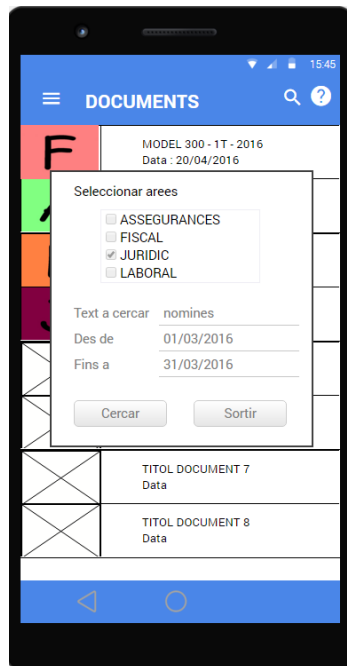 15:45
DOCUMENTS
?
F
MODEL 300 - 1T - 2016
Data : 20/04/2016
Seleccionar arees
ASSEGURANCES
FISCAL
JURIDIC
LABORAL
Text a cercar nomines
Des de 01/03/2016
Fins a 31/03/2016
Cercar Sortir
TITOL DOCUMENT 7
Data
TITOL DOCUMENT 8
Data